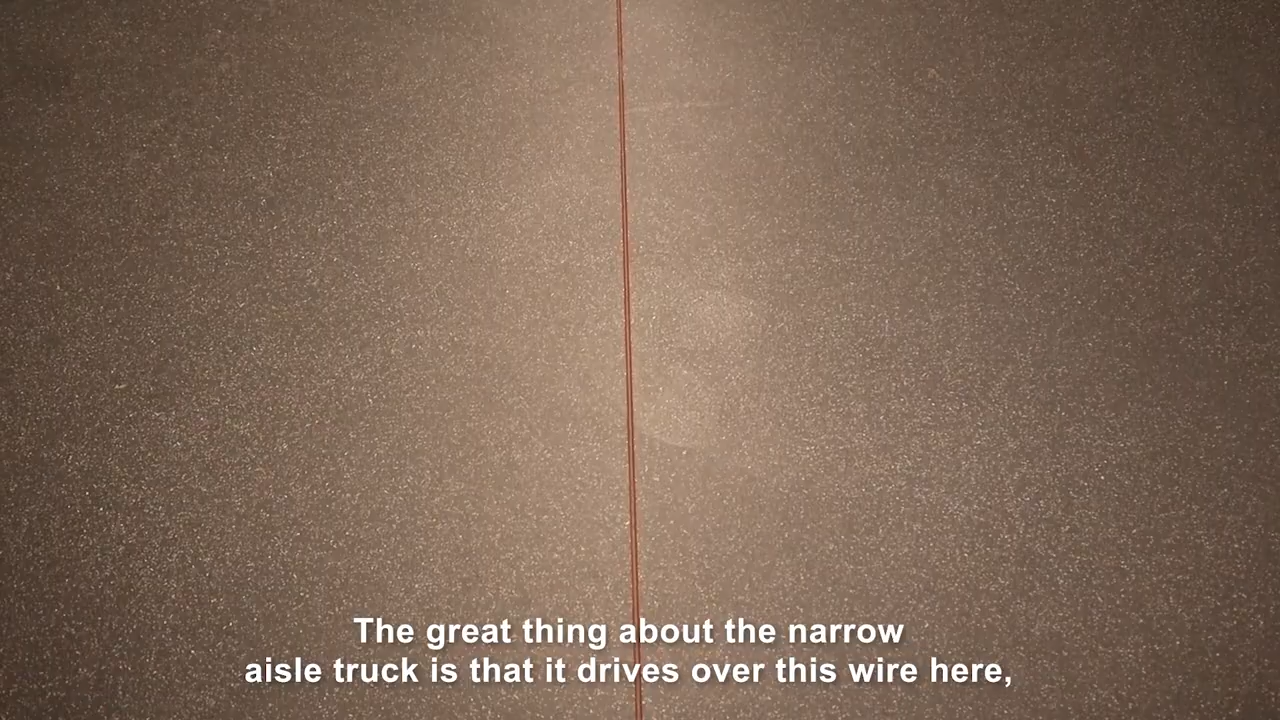 The great thing about the narrow
aisle truck is that it drives over this wire here,